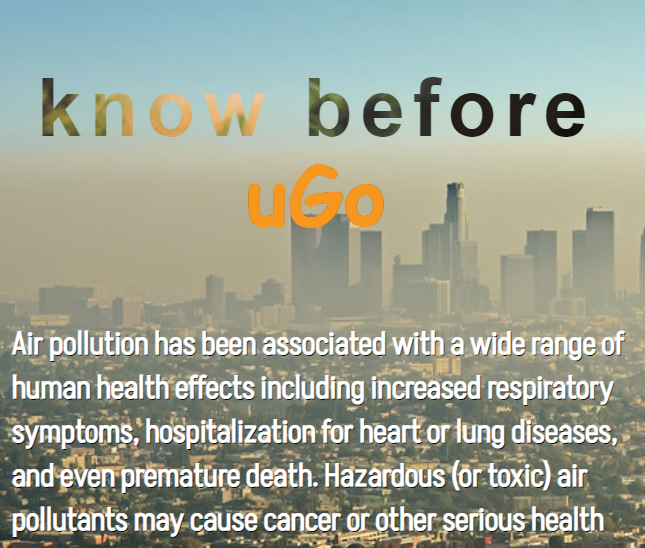 know before
uGo
Air pollution has been associated with a wide range of
human health effects including increased respiratory
symptoms, hospitalization for heart or lung diseases,
and even premature death. Hazardous (or toxic) air
pollutants may cause cancer or other serious health